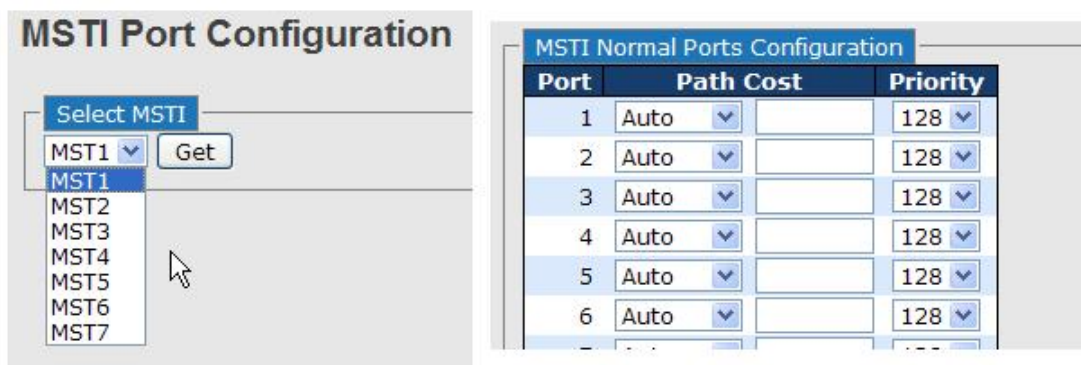 MSTI Port Configuration
Select MSTI
MST1 Get
MST1
MST2
MST3
MST4
MST5
MST6
MST7
MSTI Normal Ports Configuration
Port Path Cost Priority
1 Auto 128
2 Auto 128
3 Auto 128
4 Auto 128
5 Auto 128
6 Auto 128